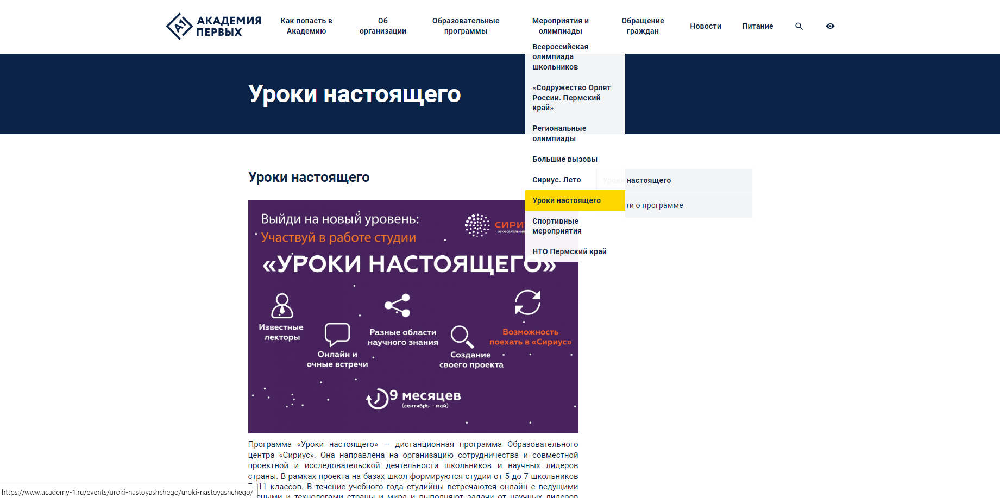 АКАДЕМИЯ
ПЕРВЫХ
Как попасть в
Академию
Об
организации
Образовательные
программы
Мероприятия и
олимпиады
Обращение
граждан
Новости
Питание
Всероссийская
олимпиада
школьников
«Содружество Орлят
России. Пермский
край»
Региональные
олимпиады
Большие вызовы
Сириус. Лето
Уроки настоящего
Спортивные
мероприятия
НТО Пермский край
Уроки настоящего
Уроки настоящего
Уроки настоящего
ти о программе
Выйди на новый уровень:
Участвуй в работе студии
СИРИ
ОБРАЗОВАТЕЛЬНЫЙ
«УРОКИ НАСТОЯЩЕГО»
Известные
лекторы
Онлайн и
очные встречи
Разные области
научного знания
Создание
своего проекта
Возможность
поехать в «Сириус»
9 месяцев
(сентябрь - май)
Программа «Уроки настоящего» — дистанционная программа Образовательного
центра «Сириус». Она направлена на организацию сотрудничества и совместной
проектной и исследовательской деятельности школьников и научных лидеров
страны. В рамках проекта на базах школ формируются студии от 5 до 7 школьников
11 классов. В течение учебного года студийцы встречаются онлайн с ведущими
еными и технологами страны и мира и выполняют задачи от научных лидеров
https://www.academy-1.ru/events/uroki-nastoyashchego/uroki-nastoyashchego/